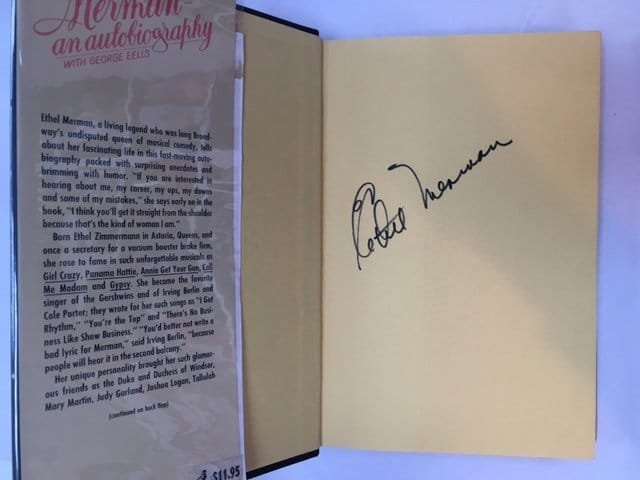 Merman-
an autobiography
WITH GEORGE EELLS
Ethel Merman, a living legend who was long Broad-
way's undisputed queen of musical comedy, tells
about her fascinating life in this fast-moving auto-
biography packed with surprising anecdotes and
brimming with humor. "If you are interested in
hearing about me, my career, my ups, my downs
and some of my mistakes," she says early on in the
book, "I think you'll get it straight from the shoulder
because that's the kind of woman I am."
Born Ethel Zimmermann in Astoria, Queens, and
once a secretary for a vacuum booster brake firm,
she rose to fame in such unforgettable musicals as
Girl Crazy, Panama Hattie, Annie Get Your Gun, Call
Me Madam and Gypsy. She became the favorite
singer of the Gershwins and of Irving Berlin and
Cole Porter; they wrote for her such songs as "I Got
Rhythm," "You're the Top" and "There's No Busi-
ness Like Show Business." "You'd better not write a
bad lyric for Merman," said Irving Berlin, "because
people will hear it in the second balcony."
Her unique personality brought her such glamor-
ous friends as the Duke and Duchess of Windsor,
Mary Martin, Judy Garland, Joshua Logan, Tallulah
(continued on back flap)
$11.95
Ethel Merman